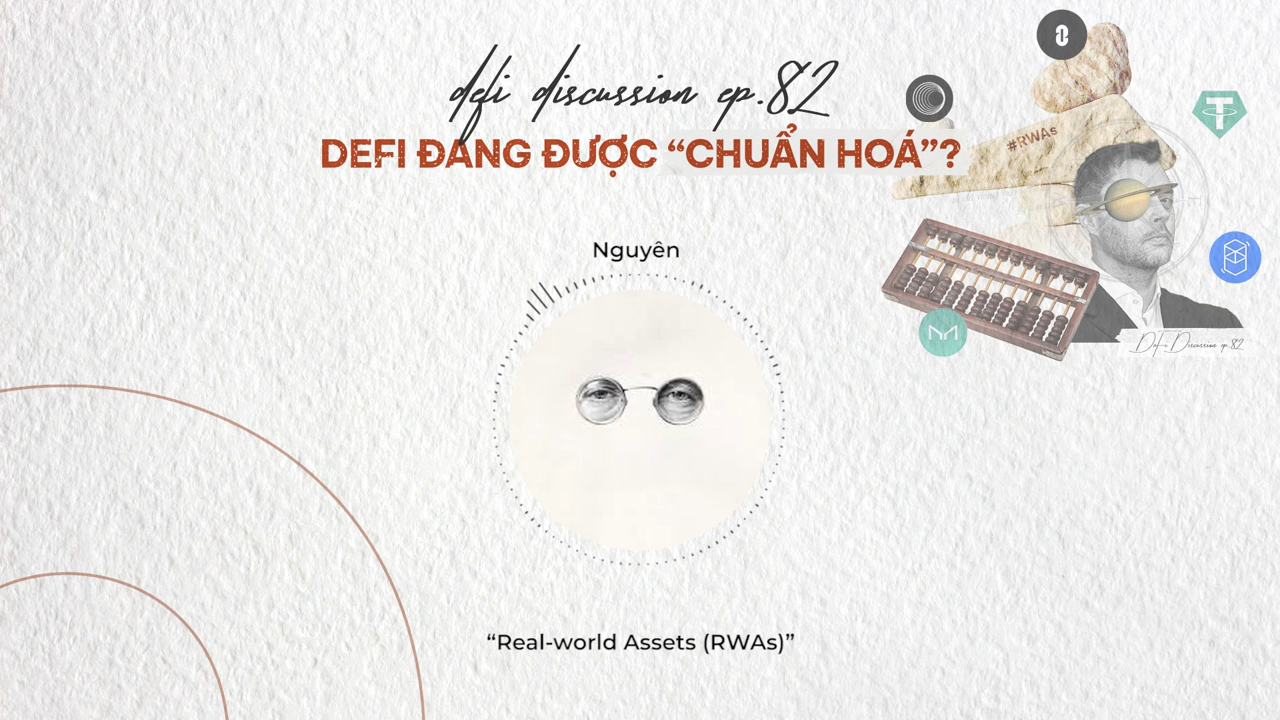 defi discussion ep.82
DEFI ĐANG ĐƯỢC “CHUẨN HOÁ”?
#RWAs
DeFi Discussion ep.82
Nguyên
“Real-world Assets (RWAs)”